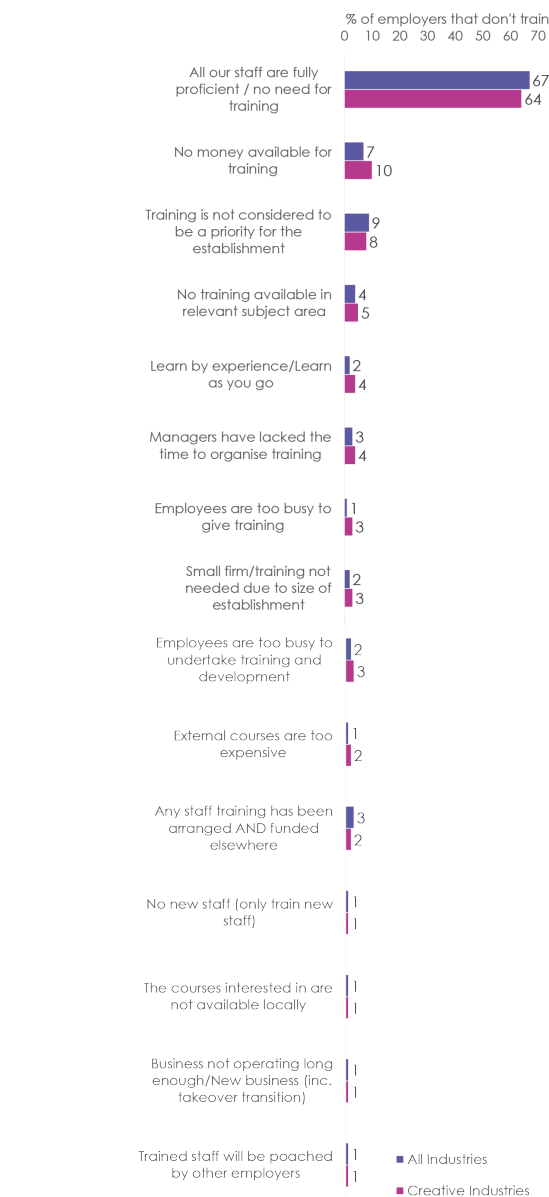 % of employers that don't train
0 10 20 30 40 50 60 70
All our staff are fully
proficient / no need for
training
67
64
No money available for
training
7
10
Training is not considered to
be a priority for the
establishment
9
8
No training available in
relevant subject area
4
5
Learn by experience/Learn
as you go
2
4
Managers have lacked the
time to organise training
3
4
Employees are too busy to
give training
1
3
Small firm/training not
needed due to size of
establishment
2
3
Employees are too busy to
undertake training and
development
2
3
External courses are too
expensive
1
2
Any staff training has been
arranged AND funded
elsewhere
3
2
No new staff (only train new
staff)
1
1
The courses interested in are
not available locally
1
1
Business not operating long
enough/New business (inc.
takeover transition)
1
1
Trained staff will be poached
by other employers
1
1
All Industries
Creative Industries